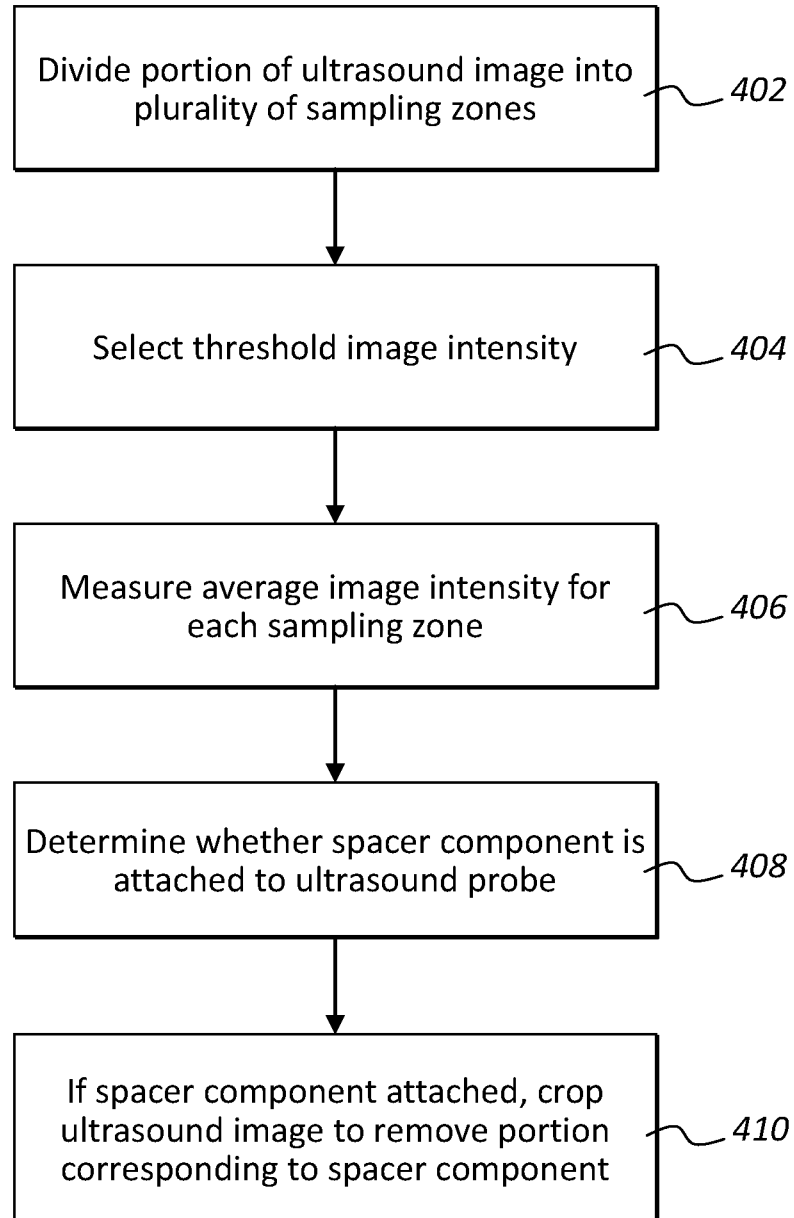 Divide portion of ultrasound image into
plurality of sampling zones
402
Select threshold image intensity
404
Measure average image intensity for
each sampling zone
406
Determine whether spacer component is
attached to ultrasound probe
408
If spacer component attached, crop
ultrasound image to remove portion
corresponding to spacer component
410